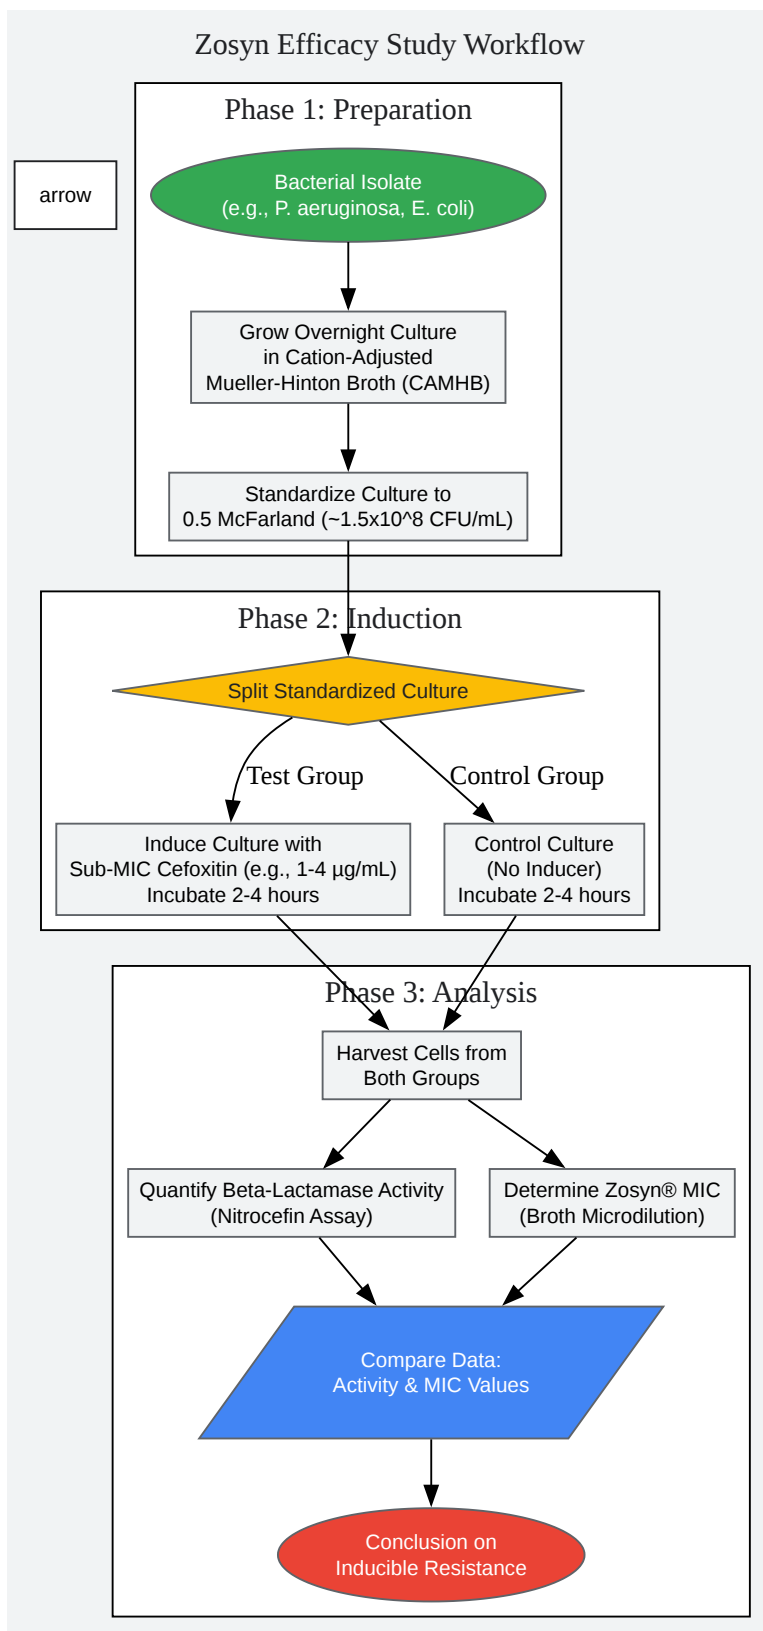 Zosyn Efficacy Study Workflow
Phase 1: Preparation
arrow
Bacterial Isolate
(e.g., P. aeruginosa, E. coli)
Grow Overnight Culture
in Cation-Adjusted
Mueller-Hinton Broth (CAMHB)
Standardize Culture to
0.5 McFarland (~1.5x10^8 CFU/mL)
Phase 2: Induction
Split Standardized Culture
Test Group
Control Group
Induce Culture with
Sub-MIC Cefoxitin (e.g., 1-4 µg/mL)
Incubate 2-4 hours
Control Culture
(No Inducer)
Incubate 2-4 hours
Phase 3: Analysis
Harvest Cells from
Both Groups
Quantify Beta-Lactamase Activity
(Nitrocefin Assay)
Determine Zosyn® MIC
(Broth Microdilution)
Compare Data:
Activity & MIC Values
Conclusion on
Inducible Resistance